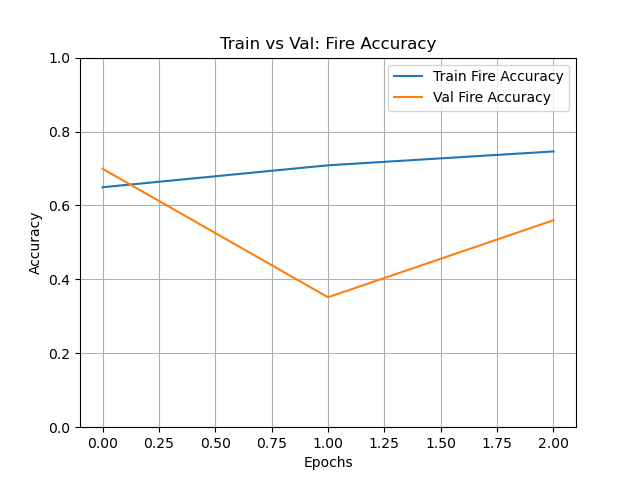 Train vs Val: Fire Accuracy
Train Fire Accuracy
Val Fire Accuracy
1.0
0.8
0.6
0.4
0.2
0.0
Accuracy
0.00 0.25 0.50 0.75 1.00 1.25 1.50 1.75 2.00
Epochs